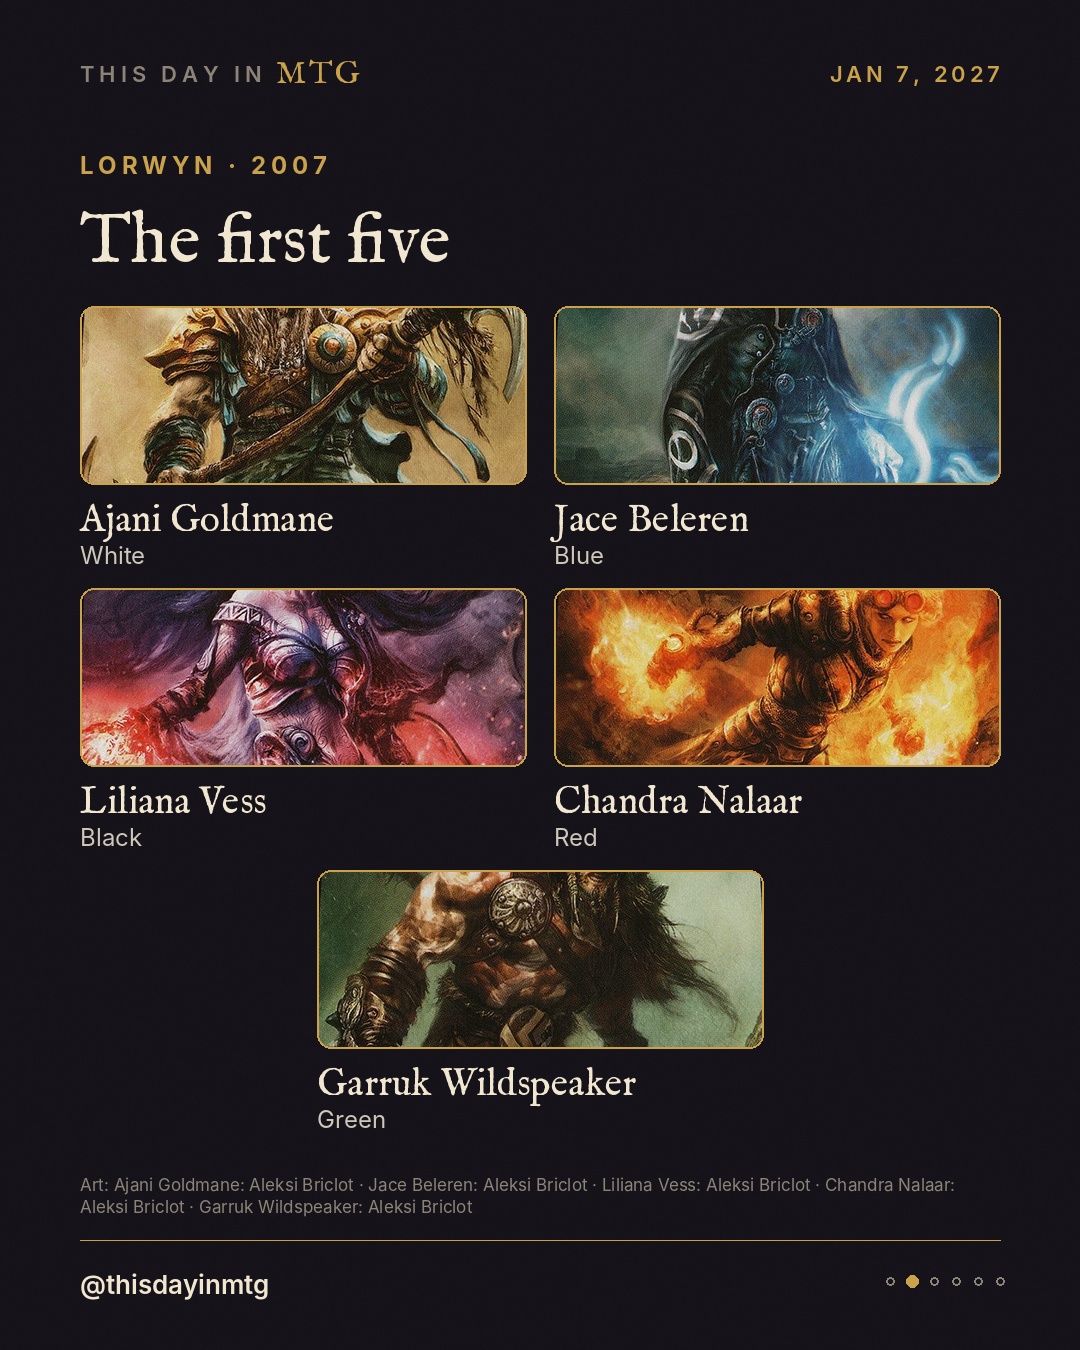 THIS DAY IN MTG
JAN 7, 2027
LORWYN · 2007
The first five
Ajani Goldmane
White
Jace Beleren
Blue
Liliana Vess
Black
Chandra Nalaar
Red
Garruk Wildspeaker
Green
Art: Ajani Goldmane: Aleksi Briclot · Jace Beleren: Aleksi Briclot · Liliana Vess: Aleksi Briclot · Chandra Nalaar:
Aleksi Briclot · Garruk Wildspeaker: Aleksi Briclot
@thisdayinmtg